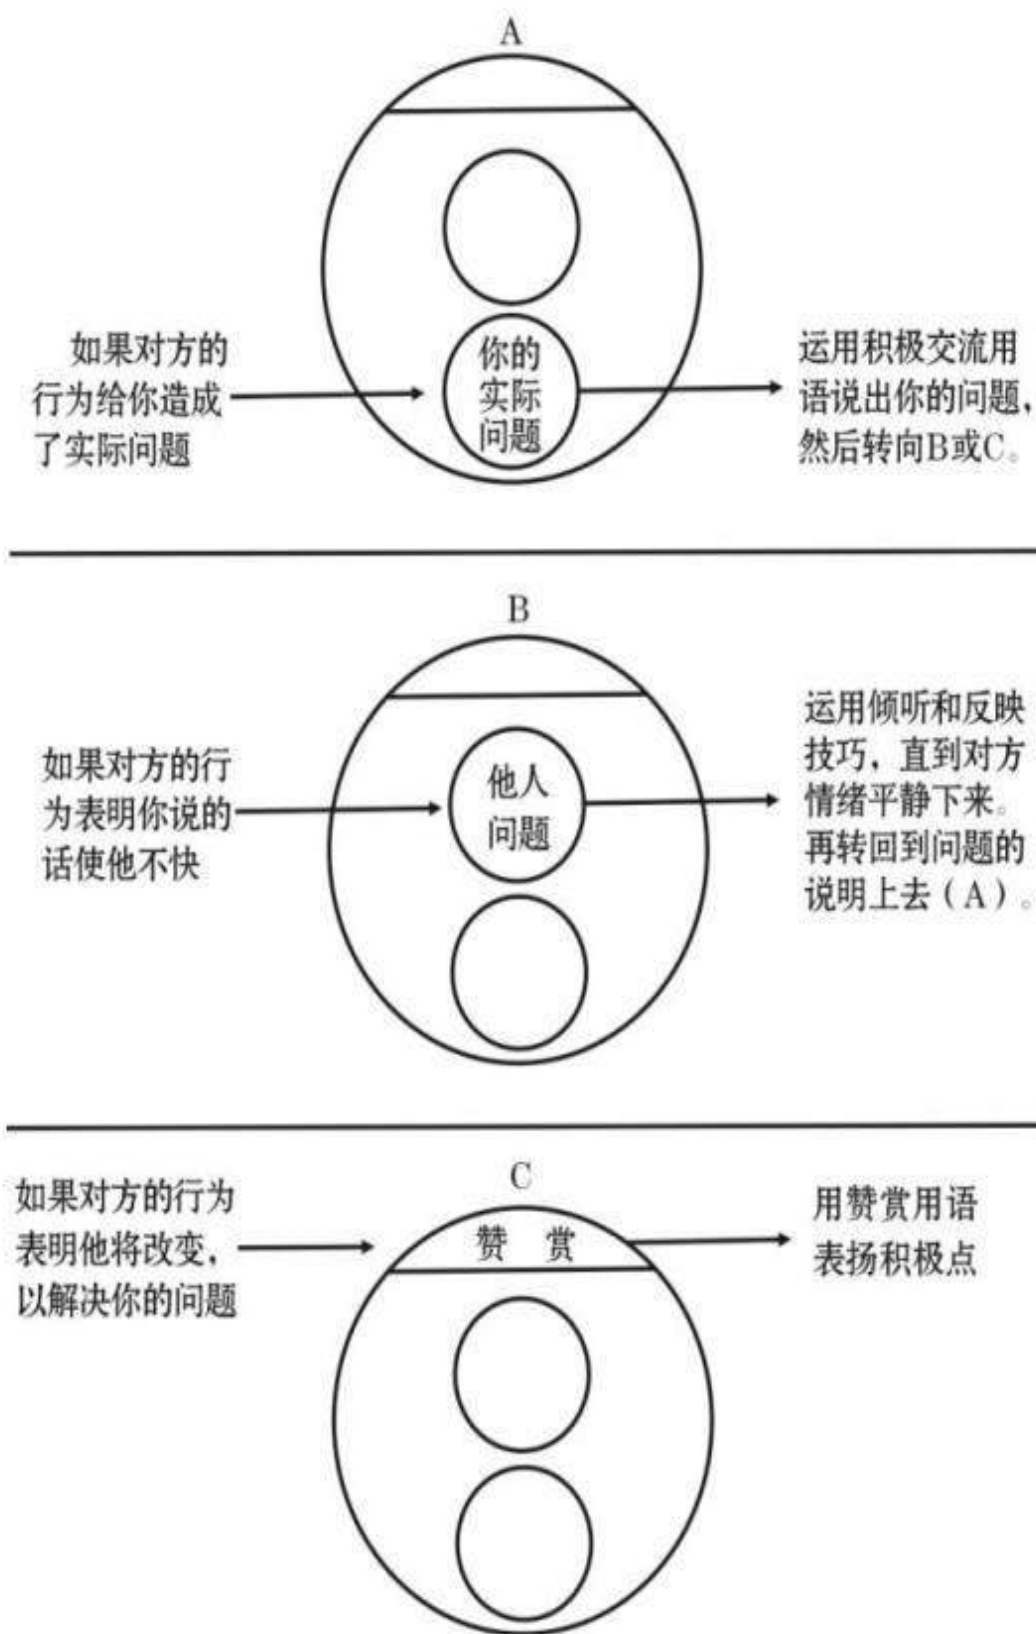 A
如果对方的
行为给你造成
了实际问题
你的
实际
问题
运用积极交流用
语说出你的问题，
然后转向B或C。
B
如果对方的行
为表明你说的
话使他不快
他人
问题
运用倾听和反映
技巧，直到对方
情绪平静下来。
再转回到问题的
说明上去（A）。
C
如果对方的行为
表明他将改变，
以解决你的问题
赞 赏
用赞赏用语
表扬积极点